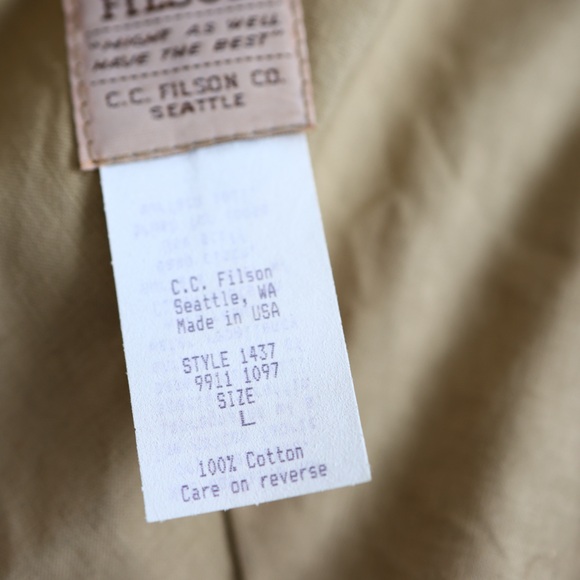 FILSON
"MIGHT AS WELL
HAVE THE BEST"
C.C. FILSON CO.
SEATTLE
C.C. Filson
Seattle, WA
Made in USA
STYLE 1437
9911 1097
SIZE
L
100% Cotton
Care on reverse